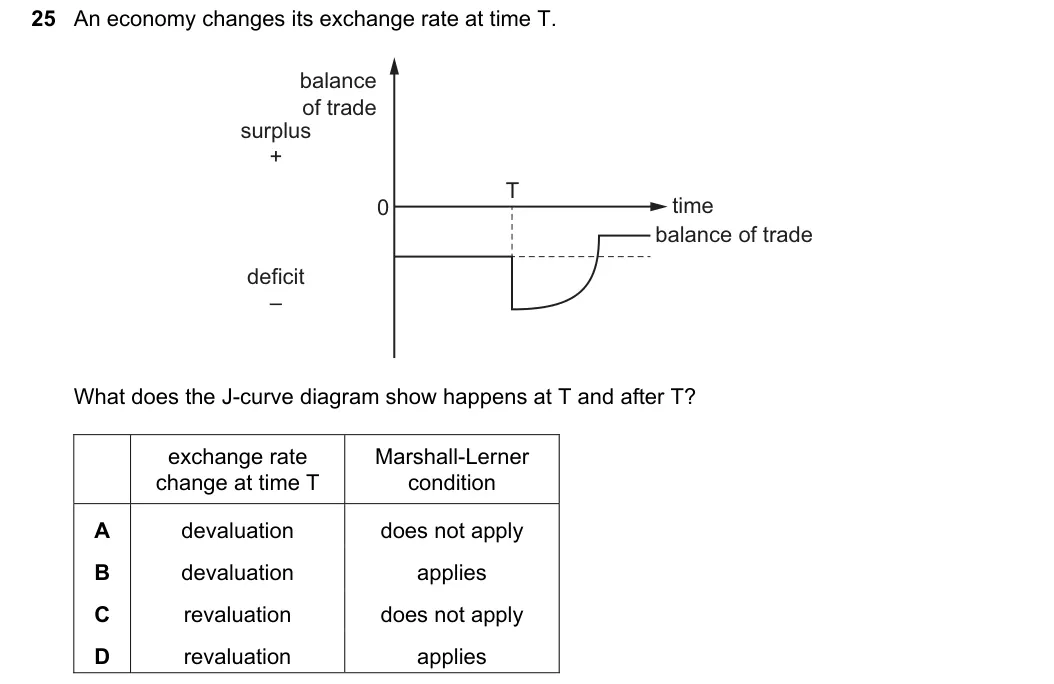 25 An economy changes its exchange rate at time T.
balance
of trade
surplus
+
T
0
time
balance of trade
deficit
–
What does the J-curve diagram show happens at T and after T?
exchange rate
change at time T
Marshall-Lerner
condition
A devaluation does not apply
B devaluation applies
C revaluation does not apply
D revaluation applies